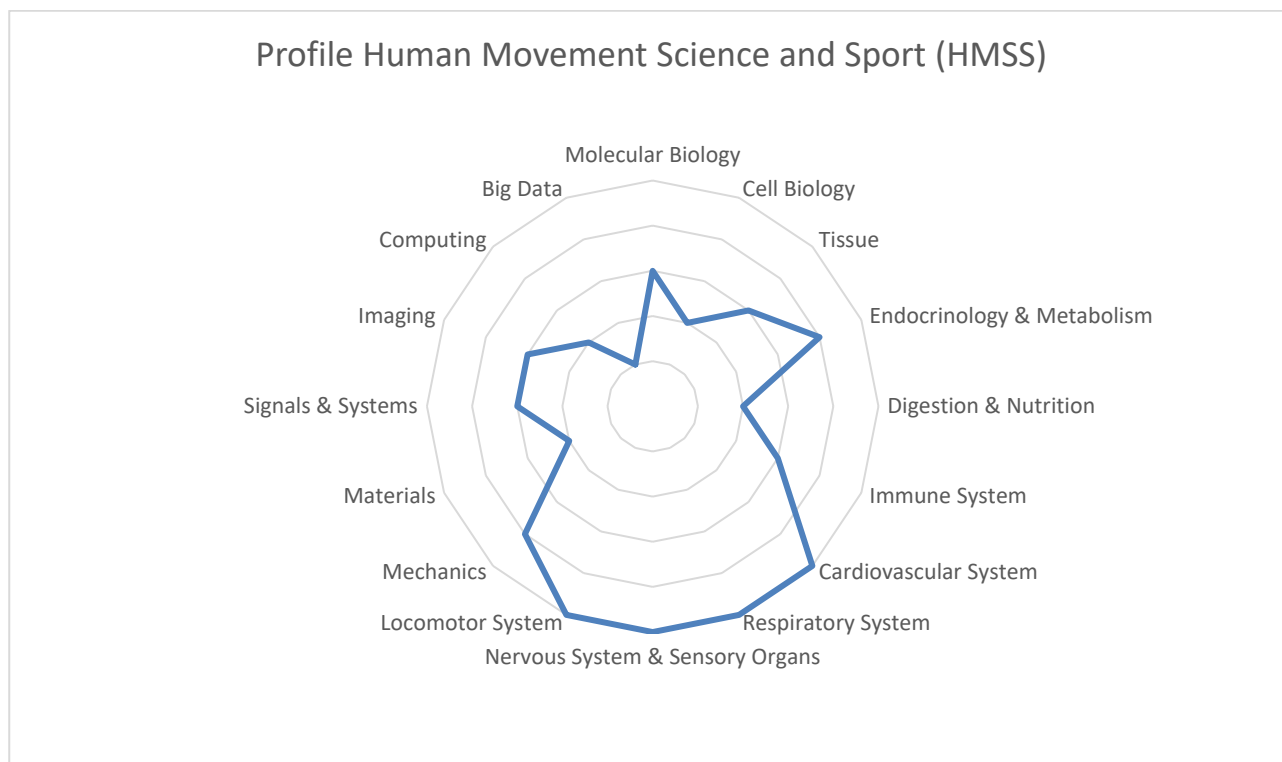 Profile Human Movement Science and Sport (HMSS)
Molecular Biology
Cell Biology
Tissue
Endocrinology & Metabolism
Digestion & Nutrition
Immune System
Cardiovascular System
Respiratory System
Nervous System & Sensory Organs
Locomotor System
Mechanics
Materials
Signals & Systems
Imaging
Computing
Big Data